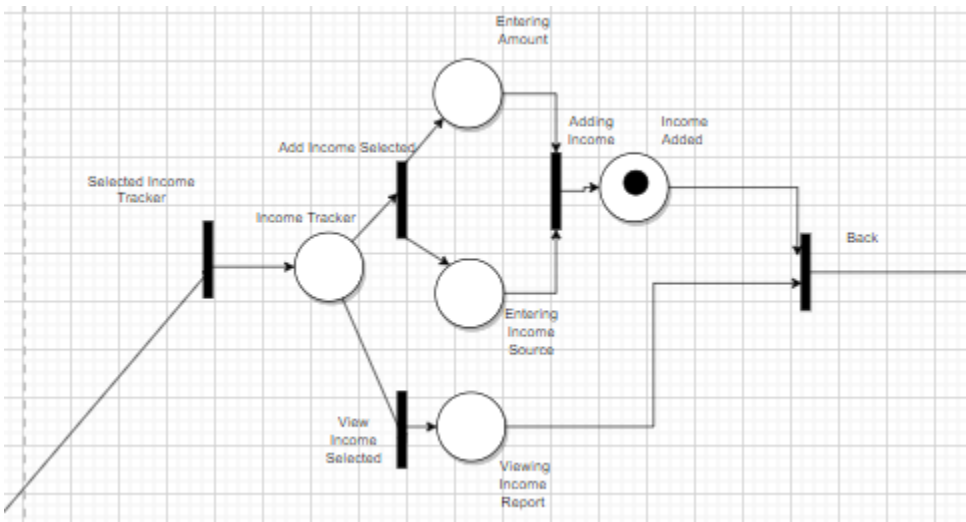 Entering
Amount
Adding
Income
Income
Added
Add Income Selected
Selected Income
Tracker
Income Tracker
Back
Entering
Income
Source
View
Income
Selected
Viewing
Income
Report